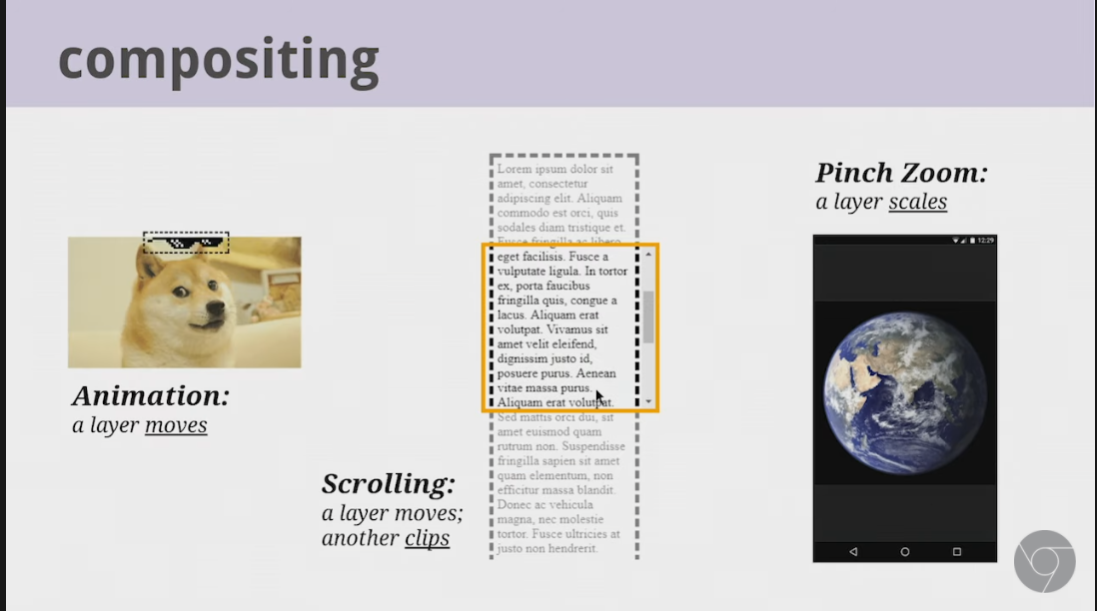 compositing
Animation:
a layer moves
Scrolling:
a layer moves;
another clips
Lorem ipsum dolor sit
amet, consectetur
adipiscing elit. Aliquam
commodo est orci, quis
sodales diam tristique et.
Fusce fringilla ac libero
eget facilisis. Fusce a
vulputate ligula. In tortor
ex, porta faucibus
fringilla quis, congue a
lacus. Aliquam erat
volutpat. Vivamus sit
amet velit eleifend,
dignissim justo id,
posuere purus. Aenean
vitae massa purus.
Aliquam erat volutpat.
Sed mattis orci dui, sit
amet euismod quam
rutrum non. Suspendisse
fringilla sapien sit amet
quam elementum, non
efficitur massa blandit.
Donec ac vehicula
magna, nec molestie
tortor. Fusce ultricies at
justo non hendrerit.
Pinch Zoom:
a layer scales
12:29